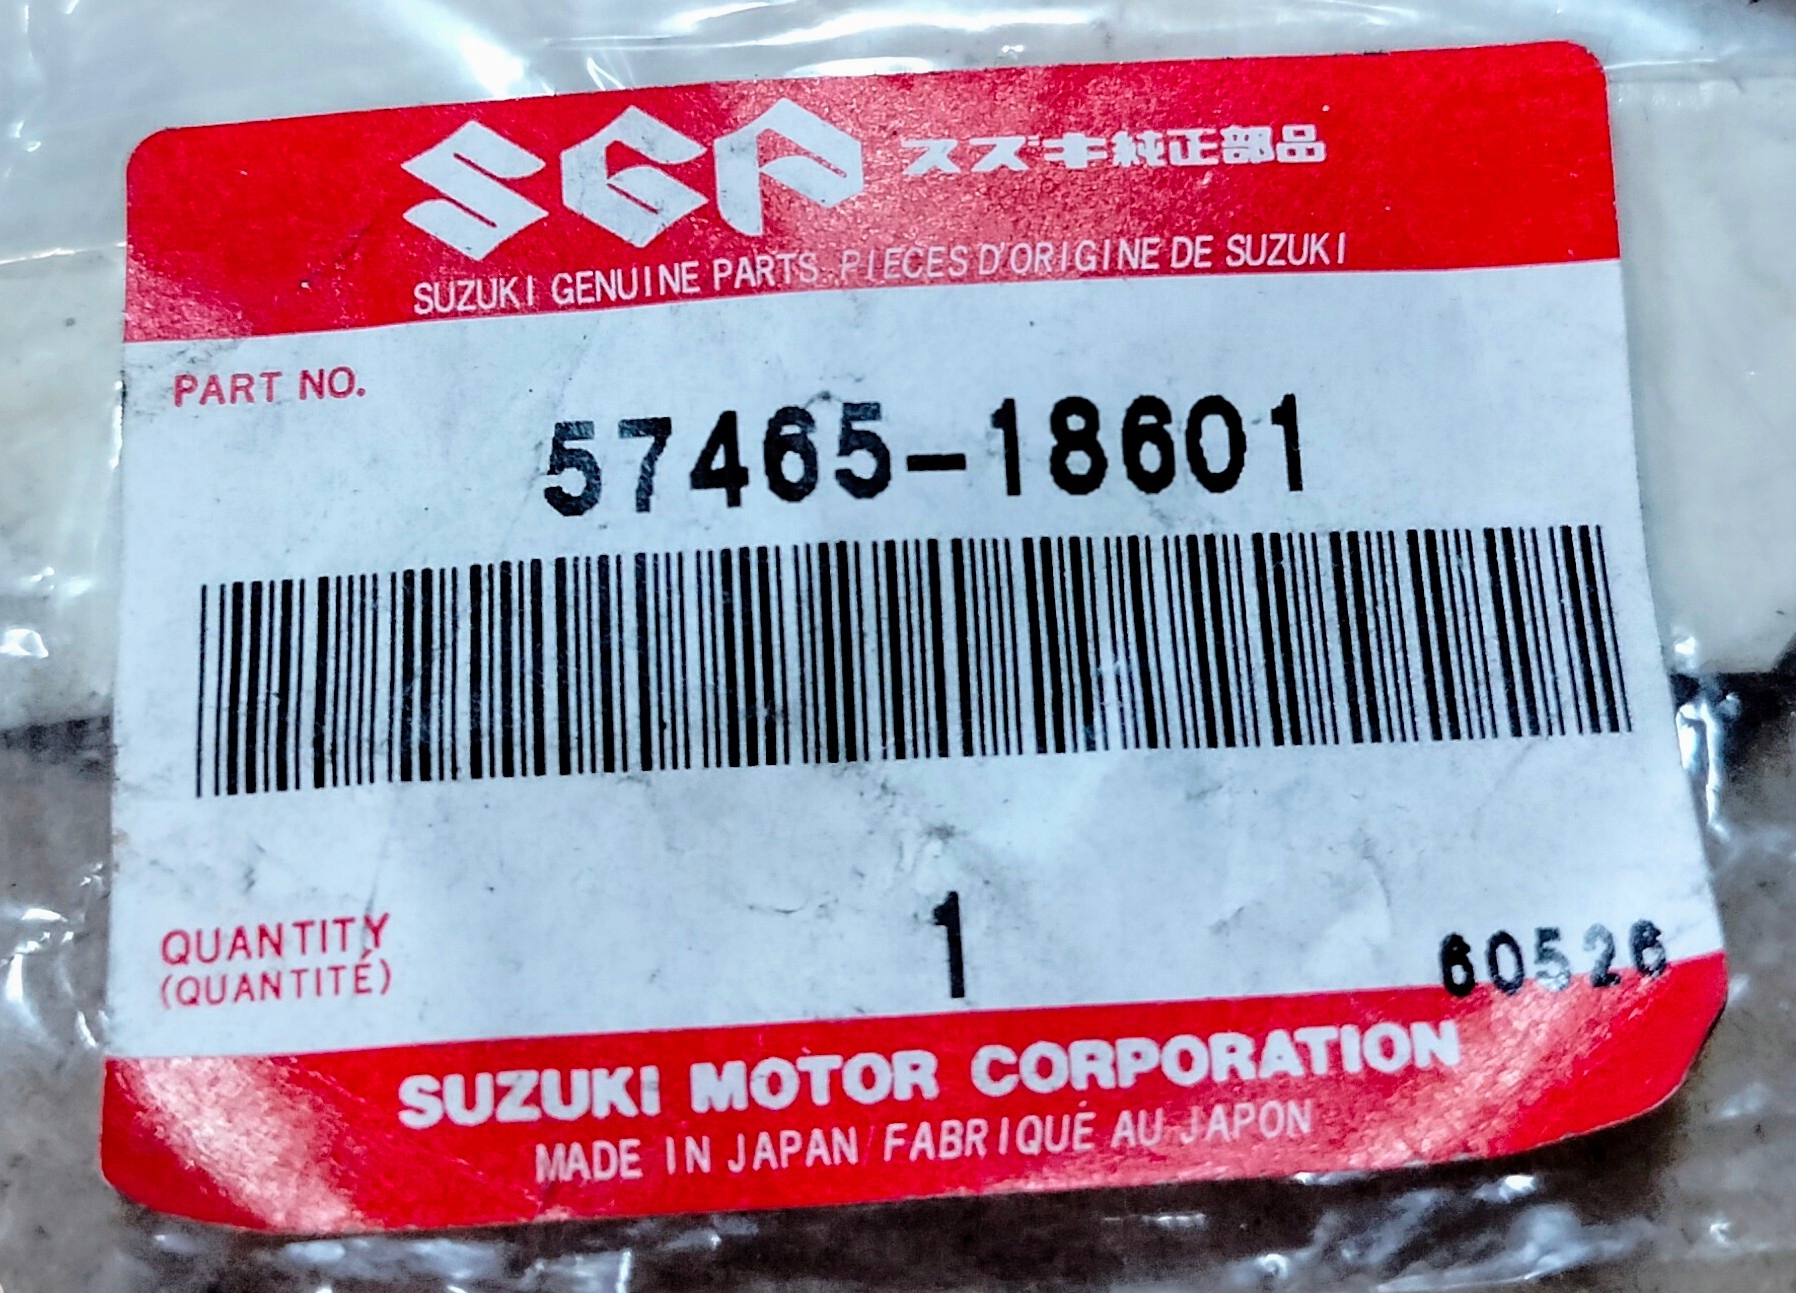 SGP スズキ純正部品
SUZUKI GENUINE PARTS PIECES D'ORIGINE DE SUZUKI
PART NO.
57465-18601
1
QUANTITY
(QUANTITÉ)
60526
SUZUKI MOTOR CORPORATION
MADE IN JAPAN FABRIQUÉ AU JAPON